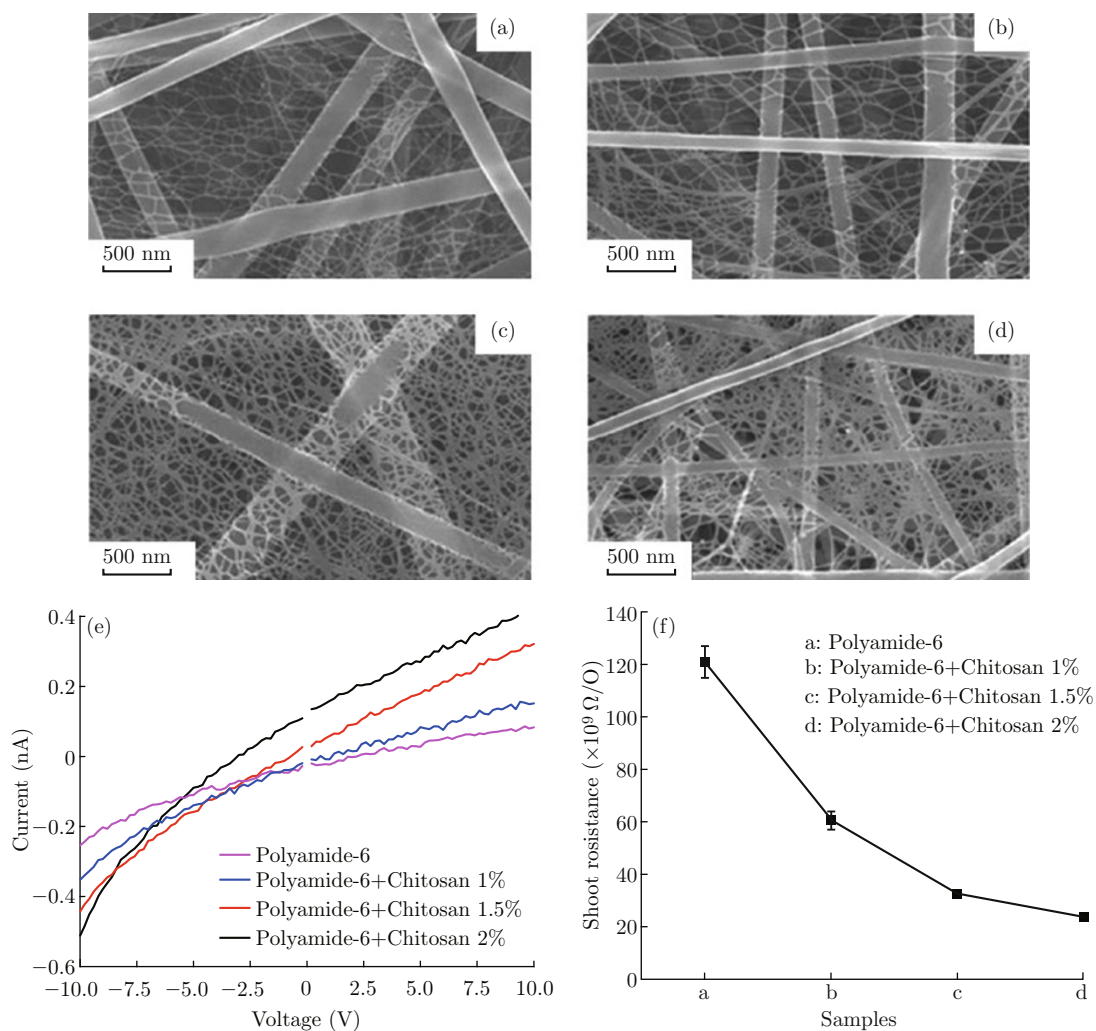 (a)
500 nm
(b)
500 nm
(c)
500 nm
(d)
500 nm
(e)
0.4
0.2
0
−0.2
−0.4
−0.6
Current (nA)
Polyamide-6
Polyamide-6+Chitosan 1%
Polyamide-6+Chitosan 1.5%
Polyamide-6+Chitosan 2%
−10.0 −7.5 −5.0 −2.5 0 2.5 5.0 7.5 10.0
Voltage (V)
(f)
140
120
100
80
60
40
20
0
Shoot rosistance (×10⁹ Ω/O)
a: Polyamide-6
b: Polyamide-6+Chitosan 1%
c: Polyamide-6+Chitosan 1.5%
d: Polyamide-6+Chitosan 2%
a b c d
Samples